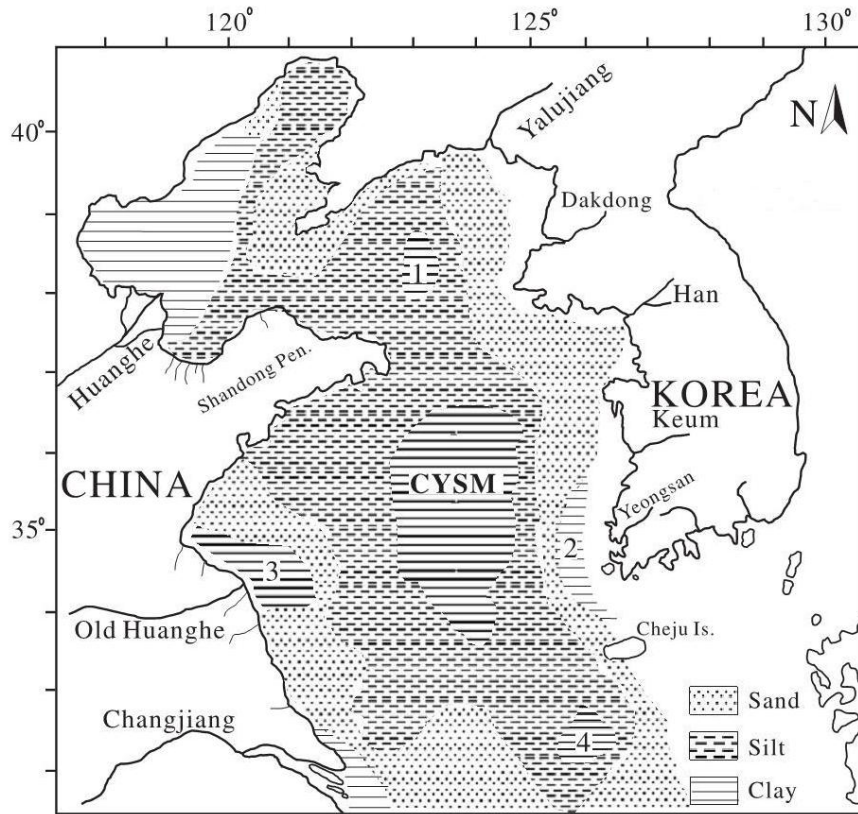 120° 125° 130°
40°
N
Yalujiang
Dakdong
1
Han
Huanghe
Shandong Pen.
KOREA
Keum
CHINA
CYSM
Yeongsan
35°
2
3
Old Huanghe
Cheju Is.
Changjiang
4
Sand
Silt
Clay